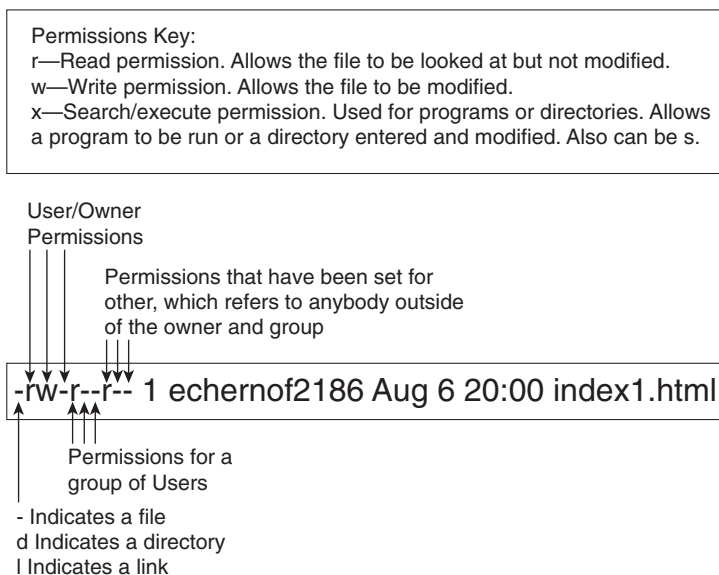 Permissions Key:
r—Read permission. Allows the file to be looked at but not modified.
w—Write permission. Allows the file to be modified.
x—Search/execute permission. Used for programs or directories. Allows
a program to be run or a directory entered and modified. Also can be s.
User/Owner
Permissions
Permissions that have been set for
other, which refers to anybody outside
of the owner and group
-rw-r--r-- 1 echernof2186 Aug 6 20:00 index1.html
Permissions for a
group of Users
- Indicates a file
d Indicates a directory
l Indicates a link